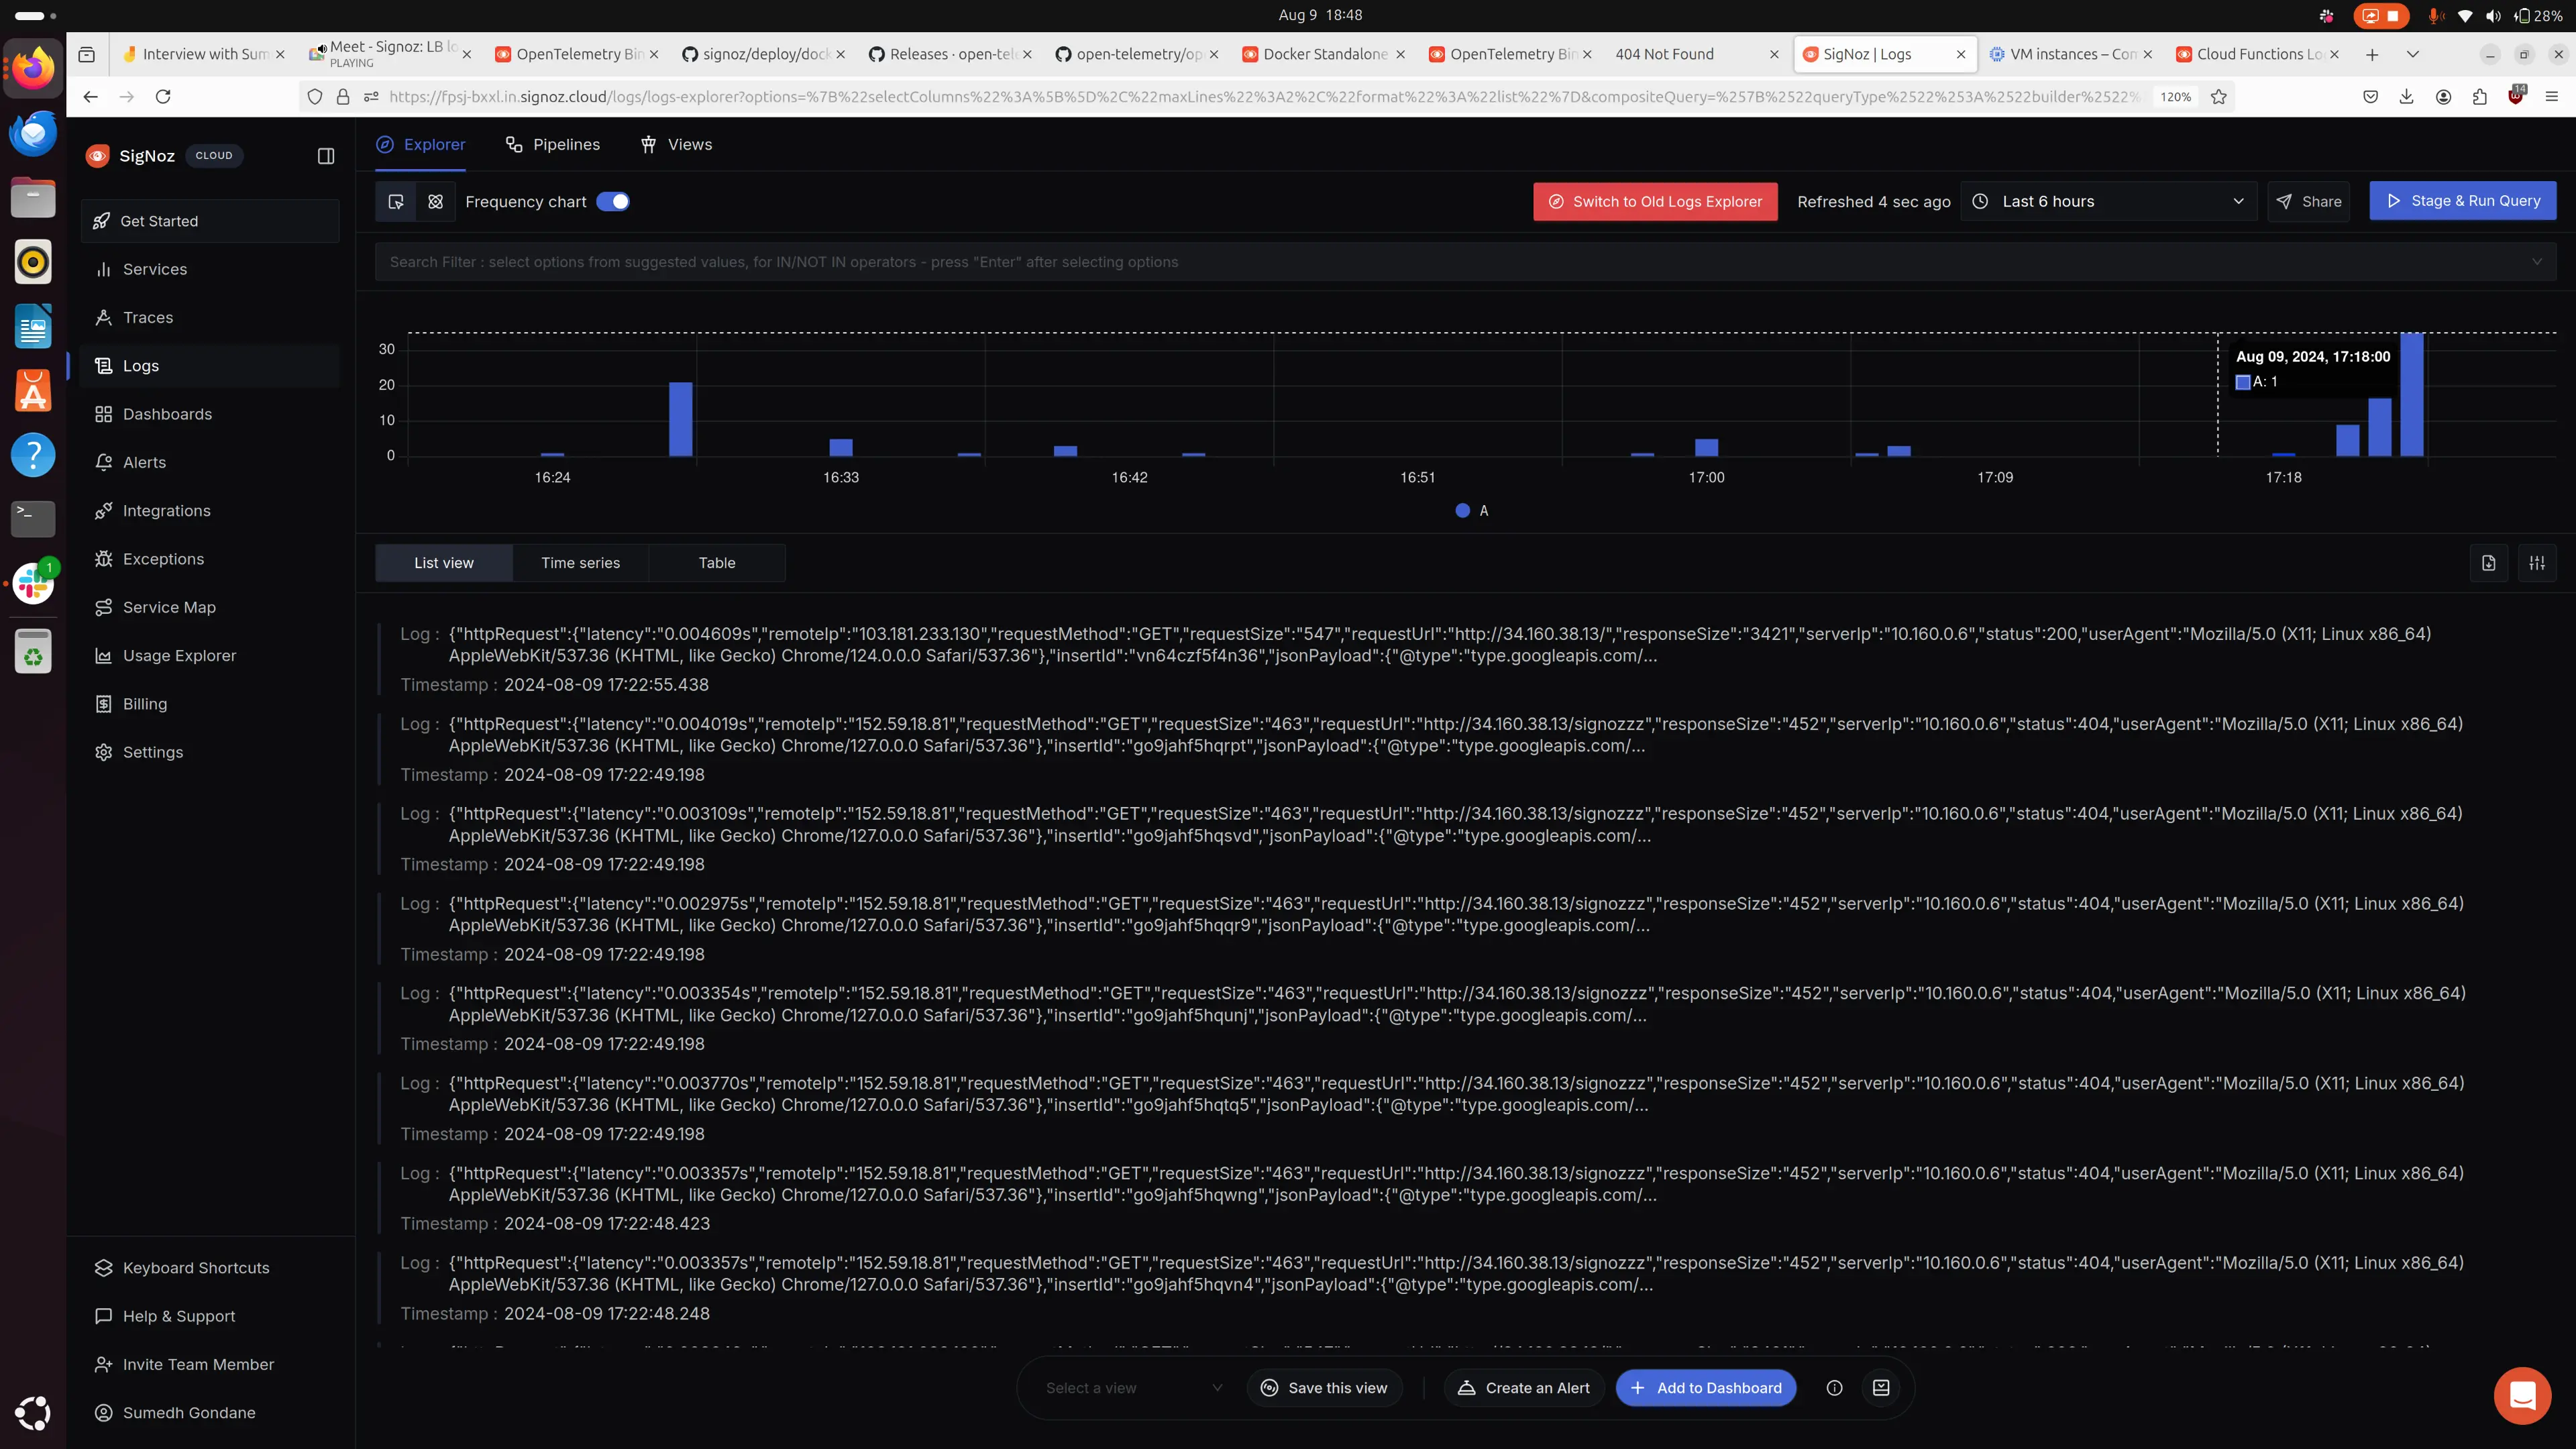 Aug 9 18:48
28%
Interview with Sum
Meet - Signoz: LB lo
PLAYING
OpenTelemetry Bin
signoz/deploy/dock
Releases · open-tele
open-telemetry/op
Docker Standalone
OpenTelemetry Bin
404 Not Found
SigNoz | Logs
VM instances – Com
Cloud Functions Lo
https://fpsj-bxxl.in.signoz.cloud/logs/logs-explorer?options=%7B%22selectColumns%22%3A%5B%5D%2C%22maxLines%22%3A2%2C%22format%22%3A%22list%22%7D&compositeQuery=%257B%2522queryType%2522%253A%2522builder%2522%
120%
14
SigNoz CLOUD
Explorer
Pipelines
Views
Get Started
Frequency chart
Switch to Old Logs Explorer
Refreshed 4 sec ago
Last 6 hours
Share
Stage & Run Query
Services
Search Filter : select options from suggested values, for IN/NOT IN operators - press "Enter" after selecting options
Traces
Logs
Dashboards
Alerts
Integrations
Exceptions
Service Map
Usage Explorer
Billing
Settings
30
20
10
0
Aug 09, 2024, 17:18:00
A: 1
16:24
16:33
16:42
16:51
17:00
17:09
17:18
A
1
List view
Time series
Table
Log : {"httpRequest":{"latency":"0.004609s","remoteIp":"103.181.233.130","requestMethod":"GET","requestSize":"547","requestUrl":"http://34.160.38.13/","responseSize":"3421","serverIp":"10.160.0.6","status":200,"userAgent":"Mozilla/5.0 (X11; Linux x86_64)
AppleWebKit/537.36 (KHTML, like Gecko) Chrome/124.0.0.0 Safari/537.36"},"insertId":"vn64czf5f4n36","jsonPayload":{"@type":"type.googleapis.com/...
Timestamp : 2024-08-09 17:22:55.438
Log : {"httpRequest":{"latency":"0.004019s","remoteIp":"152.59.18.81","requestMethod":"GET","requestSize":"463","requestUrl":"http://34.160.38.13/signozzz","responseSize":"452","serverIp":"10.160.0.6","status":404,"userAgent":"Mozilla/5.0 (X11; Linux x86_64)
AppleWebKit/537.36 (KHTML, like Gecko) Chrome/127.0.0.0 Safari/537.36"},"insertId":"go9jahf5hqrpt","jsonPayload":{"@type":"type.googleapis.com/...
Timestamp : 2024-08-09 17:22:49.198
Log : {"httpRequest":{"latency":"0.003109s","remoteIp":"152.59.18.81","requestMethod":"GET","requestSize":"463","requestUrl":"http://34.160.38.13/signozzz","responseSize":"452","serverIp":"10.160.0.6","status":404,"userAgent":"Mozilla/5.0 (X11; Linux x86_64)
AppleWebKit/537.36 (KHTML, like Gecko) Chrome/127.0.0.0 Safari/537.36"},"insertId":"go9jahf5hqsvd","jsonPayload":{"@type":"type.googleapis.com/...
Timestamp : 2024-08-09 17:22:49.198
Log : {"httpRequest":{"latency":"0.002975s","remoteIp":"152.59.18.81","requestMethod":"GET","requestSize":"463","requestUrl":"http://34.160.38.13/signozzz","responseSize":"452","serverIp":"10.160.0.6","status":404,"userAgent":"Mozilla/5.0 (X11; Linux x86_64)
AppleWebKit/537.36 (KHTML, like Gecko) Chrome/127.0.0.0 Safari/537.36"},"insertId":"go9jahf5hqqr9","jsonPayload":{"@type":"type.googleapis.com/...
Timestamp : 2024-08-09 17:22:49.198
Log : {"httpRequest":{"latency":"0.003354s","remoteIp":"152.59.18.81","requestMethod":"GET","requestSize":"463","requestUrl":"http://34.160.38.13/signozzz","responseSize":"452","serverIp":"10.160.0.6","status":404,"userAgent":"Mozilla/5.0 (X11; Linux x86_64)
AppleWebKit/537.36 (KHTML, like Gecko) Chrome/127.0.0.0 Safari/537.36"},"insertId":"go9jahf5hqunj","jsonPayload":{"@type":"type.googleapis.com/...
Timestamp : 2024-08-09 17:22:49.198
Log : {"httpRequest":{"latency":"0.003770s","remoteIp":"152.59.18.81","requestMethod":"GET","requestSize":"463","requestUrl":"http://34.160.38.13/signozzz","responseSize":"452","serverIp":"10.160.0.6","status":404,"userAgent":"Mozilla/5.0 (X11; Linux x86_64)
AppleWebKit/537.36 (KHTML, like Gecko) Chrome/127.0.0.0 Safari/537.36"},"insertId":"go9jahf5hqtq5","jsonPayload":{"@type":"type.googleapis.com/...
Timestamp : 2024-08-09 17:22:49.198
Log : {"httpRequest":{"latency":"0.003357s","remoteIp":"152.59.18.81","requestMethod":"GET","requestSize":"463","requestUrl":"http://34.160.38.13/signozzz","responseSize":"452","serverIp":"10.160.0.6","status":404,"userAgent":"Mozilla/5.0 (X11; Linux x86_64)
AppleWebKit/537.36 (KHTML, like Gecko) Chrome/127.0.0.0 Safari/537.36"},"insertId":"go9jahf5hqwng","jsonPayload":{"@type":"type.googleapis.com/...
Timestamp : 2024-08-09 17:22:48.423
Log : {"httpRequest":{"latency":"0.003357s","remoteIp":"152.59.18.81","requestMethod":"GET","requestSize":"463","requestUrl":"http://34.160.38.13/signozzz","responseSize":"452","serverIp":"10.160.0.6","status":404,"userAgent":"Mozilla/5.0 (X11; Linux x86_64)
AppleWebKit/537.36 (KHTML, like Gecko) Chrome/127.0.0.0 Safari/537.36"},"insertId":"go9jahf5hqvn4","jsonPayload":{"@type":"type.googleapis.com/...
Timestamp : 2024-08-09 17:22:48.248
Keyboard Shortcuts
Help & Support
Invite Team Member
Sumedh Gondane
Select a view
Save this view
Create an Alert
Add to Dashboard